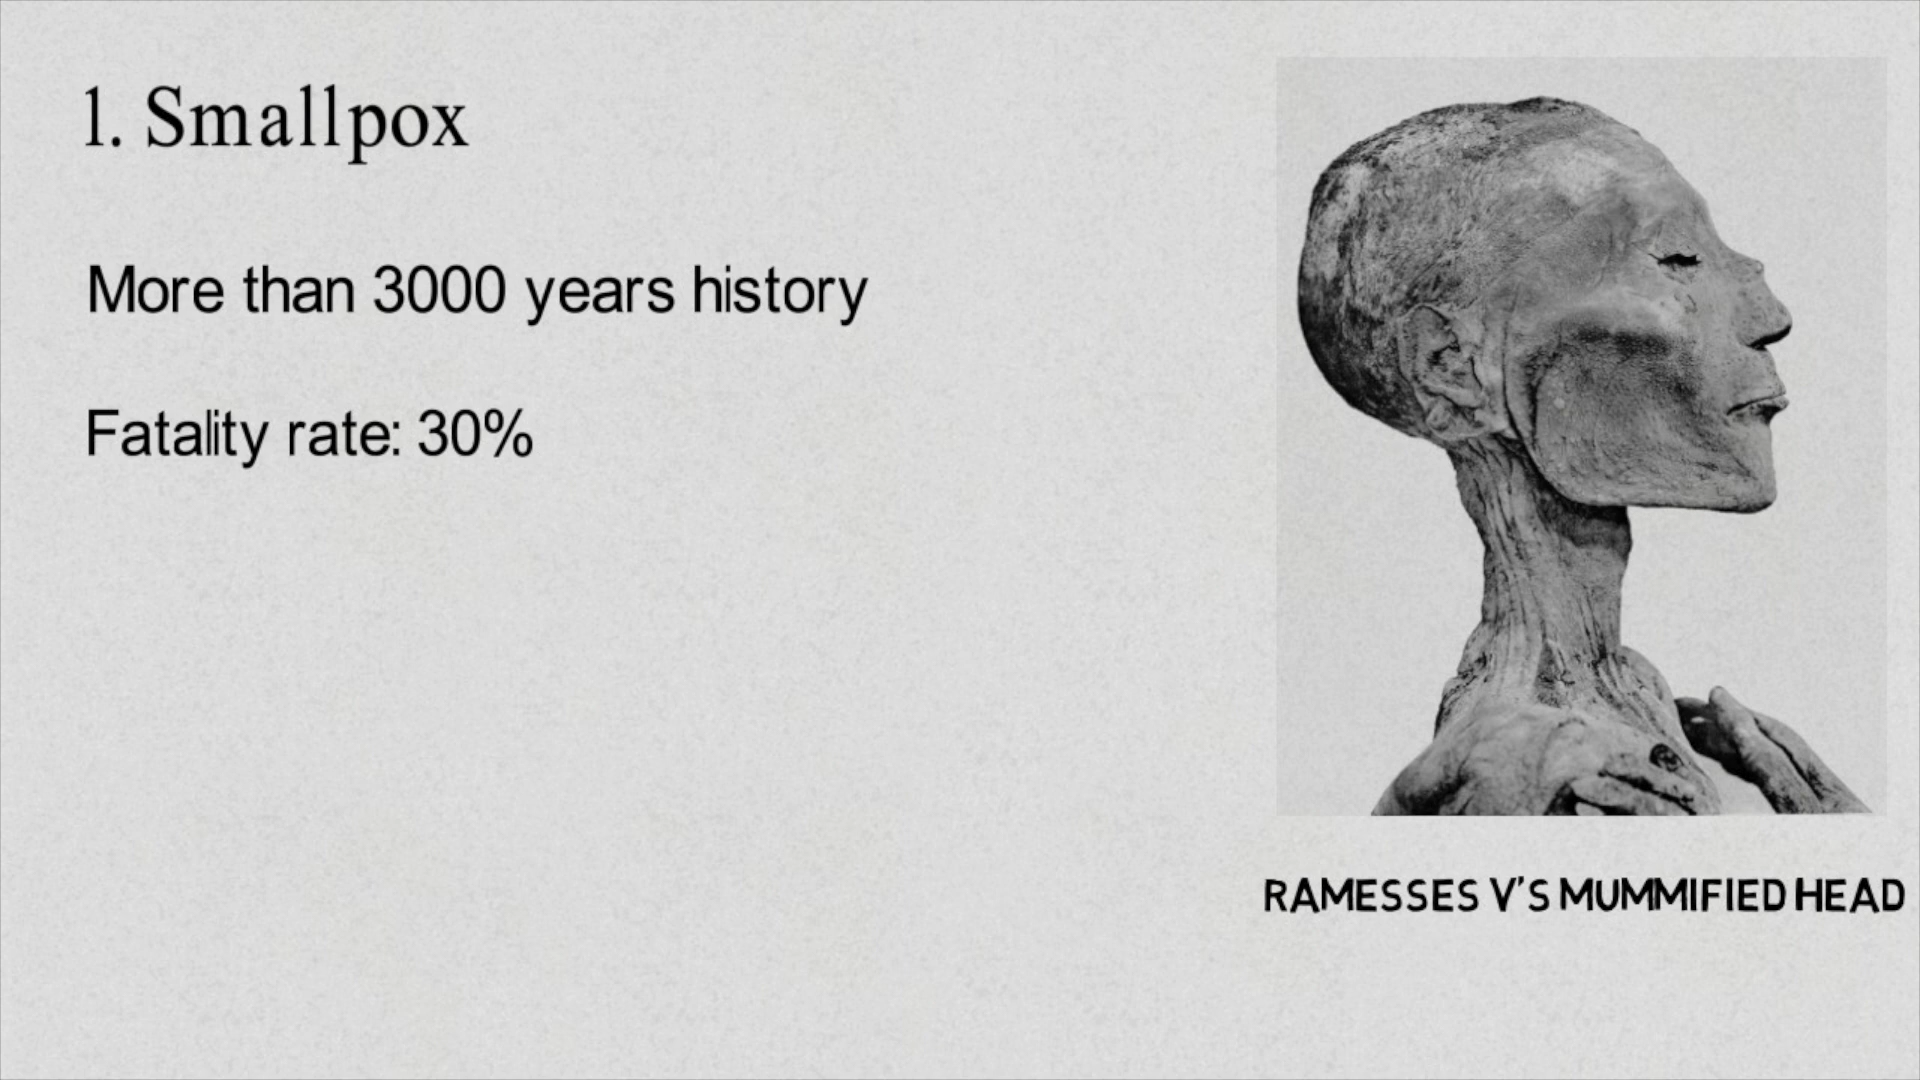 1. Smallpox
More than 3000 years history
Fatality rate: 30%
RAMESSES V'S MUMMIFIED HEAD